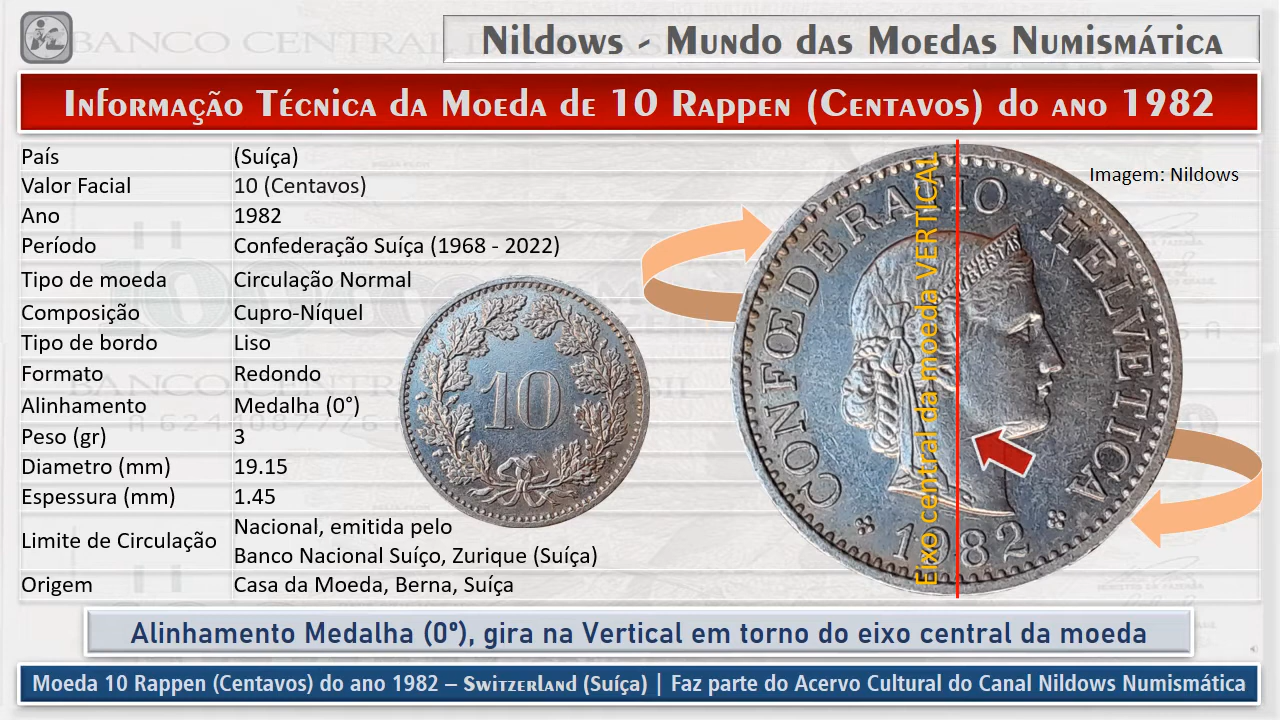 Nildows - Mundo das Moedas Numismática
Informação Técnica da Moeda de 10 Rappen (Centavos) do ano 1982
País (Suíça)
Valor Facial 10 (Centavos)
Ano 1982
Período Confederação Suíça (1968 - 2022)
Tipo de moeda Circulação Normal
Composição Cupro-Níquel
Tipo de bordo Liso
Formato Redondo
Alinhamento Medalha (0°)
Peso (gr) 3
Diametro (mm) 19.15
Espessura (mm) 1.45
Limite de Circulação Nacional, emitida pelo
Banco Nacional Suíço, Zurique (Suíça)
Origem Casa da Moeda, Berna, Suíça
10
Imagem: Nildows
CONFOEDERATIO HELVETICA
LIBERTAS
1982
Eixo central da moeda VERTICAL
Alinhamento Medalha (0º), gira na Vertical em torno do eixo central da moeda
Moeda 10 Rappen (Centavos) do ano 1982 – Switzerland (Suíça) | Faz parte do Acervo Cultural do Canal Nildows Numismática
BANCO CENTRAL
BANCO CENTRAL